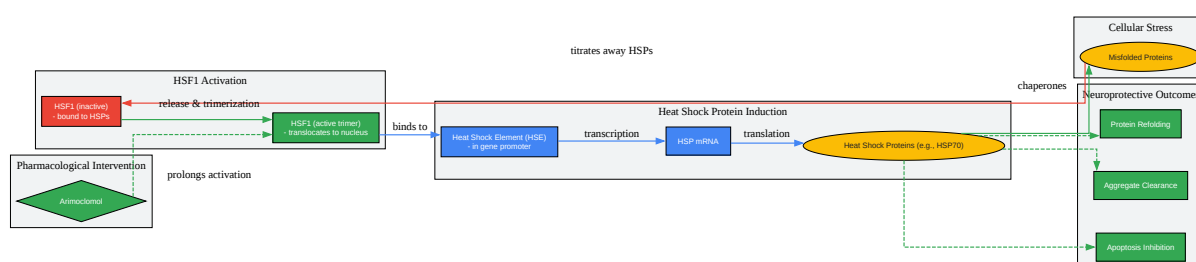 Cellular Stress
titrates away HSPs
Misfolded Proteins
HSF1 Activation
chaperones
Neuroprotective Outcomes
HSF1 (inactive)
- bound to HSPs
release & trimerization
Heat Shock Protein Induction
HSF1 (active trimer)
- translocates to nucleus
binds to
Heat Shock Element (HSE)
- in gene promoter
transcription
HSP mRNA
translation
Heat Shock Proteins (e.g., HSP70)
Protein Refolding
Pharmacological Intervention
prolongs activation
Arimoclomol
Aggregate Clearance
Apoptosis Inhibition